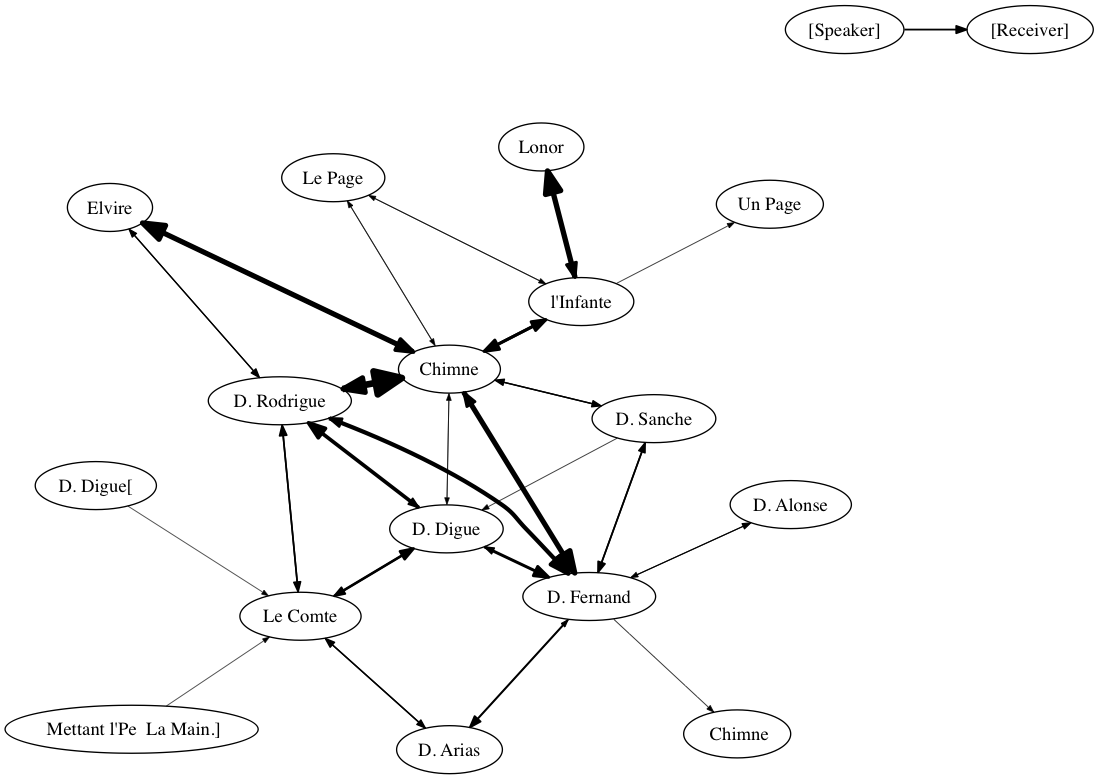 [Speaker]
[Receiver]
Lonor
Le Page
Un Page
Elvire
l'Infante
Chimne
D. Rodrigue
D. Sanche
D. Digue[
D. Alonse
D. Digue
D. Fernand
Le Comte
Mettant l'Pe  La Main.]
Chimne
D. Arias